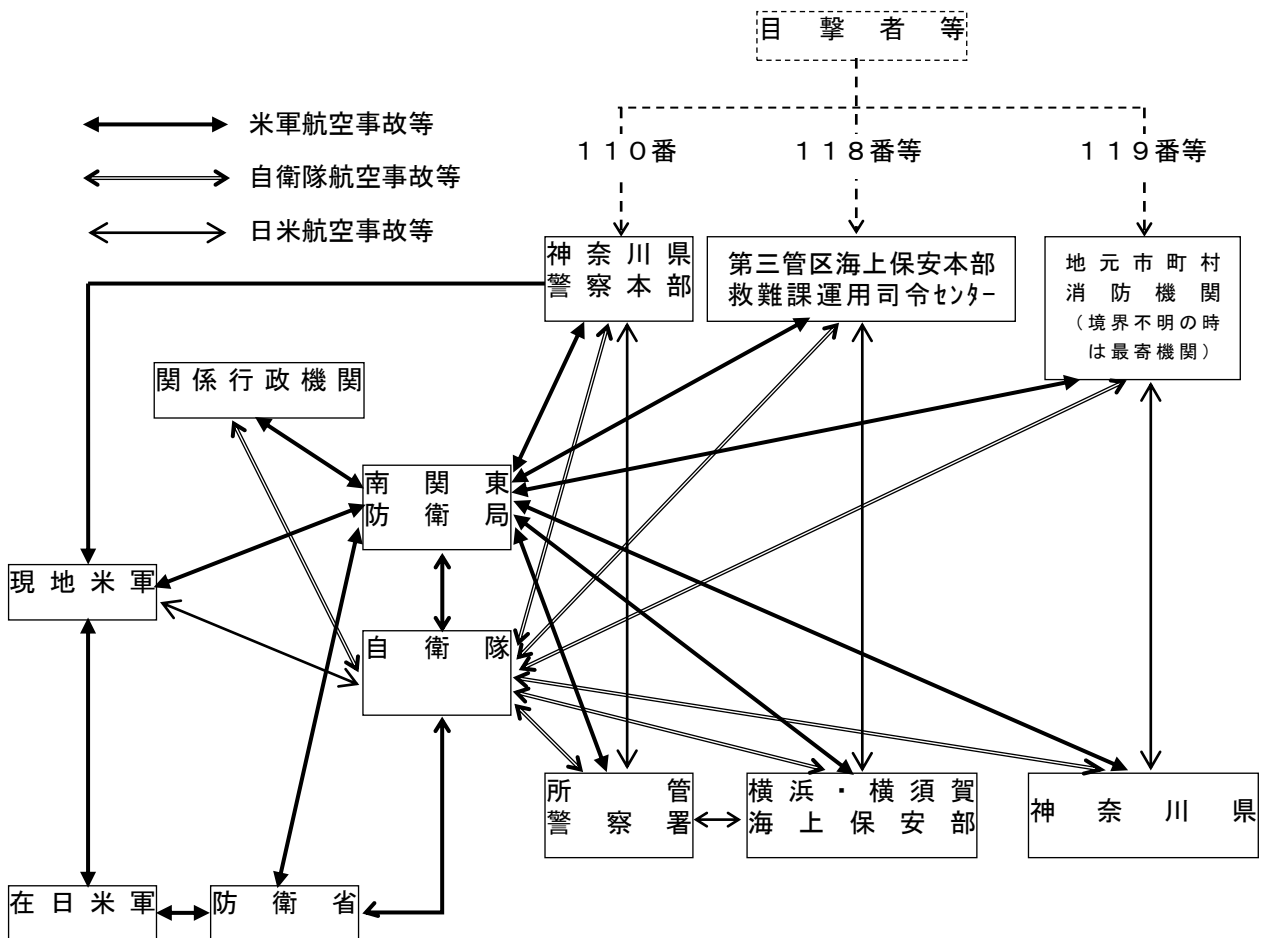 目撃者等
米軍航空事故等
自衛隊航空事故等
日米航空事故等
１１０番
１１８番等
１１９番等
神奈川県
警察本部
第三管区海上保安本部
救難課運用司令ｾﾝﾀｰ
地元市町村
消防機関
（境界不明の時
は最寄機関）
関係行政機関
南関東
防衛局
現地米軍
自衛隊
所管
警察署
横浜・横須賀
海上保安部
神奈川県
在日米軍
防衛省